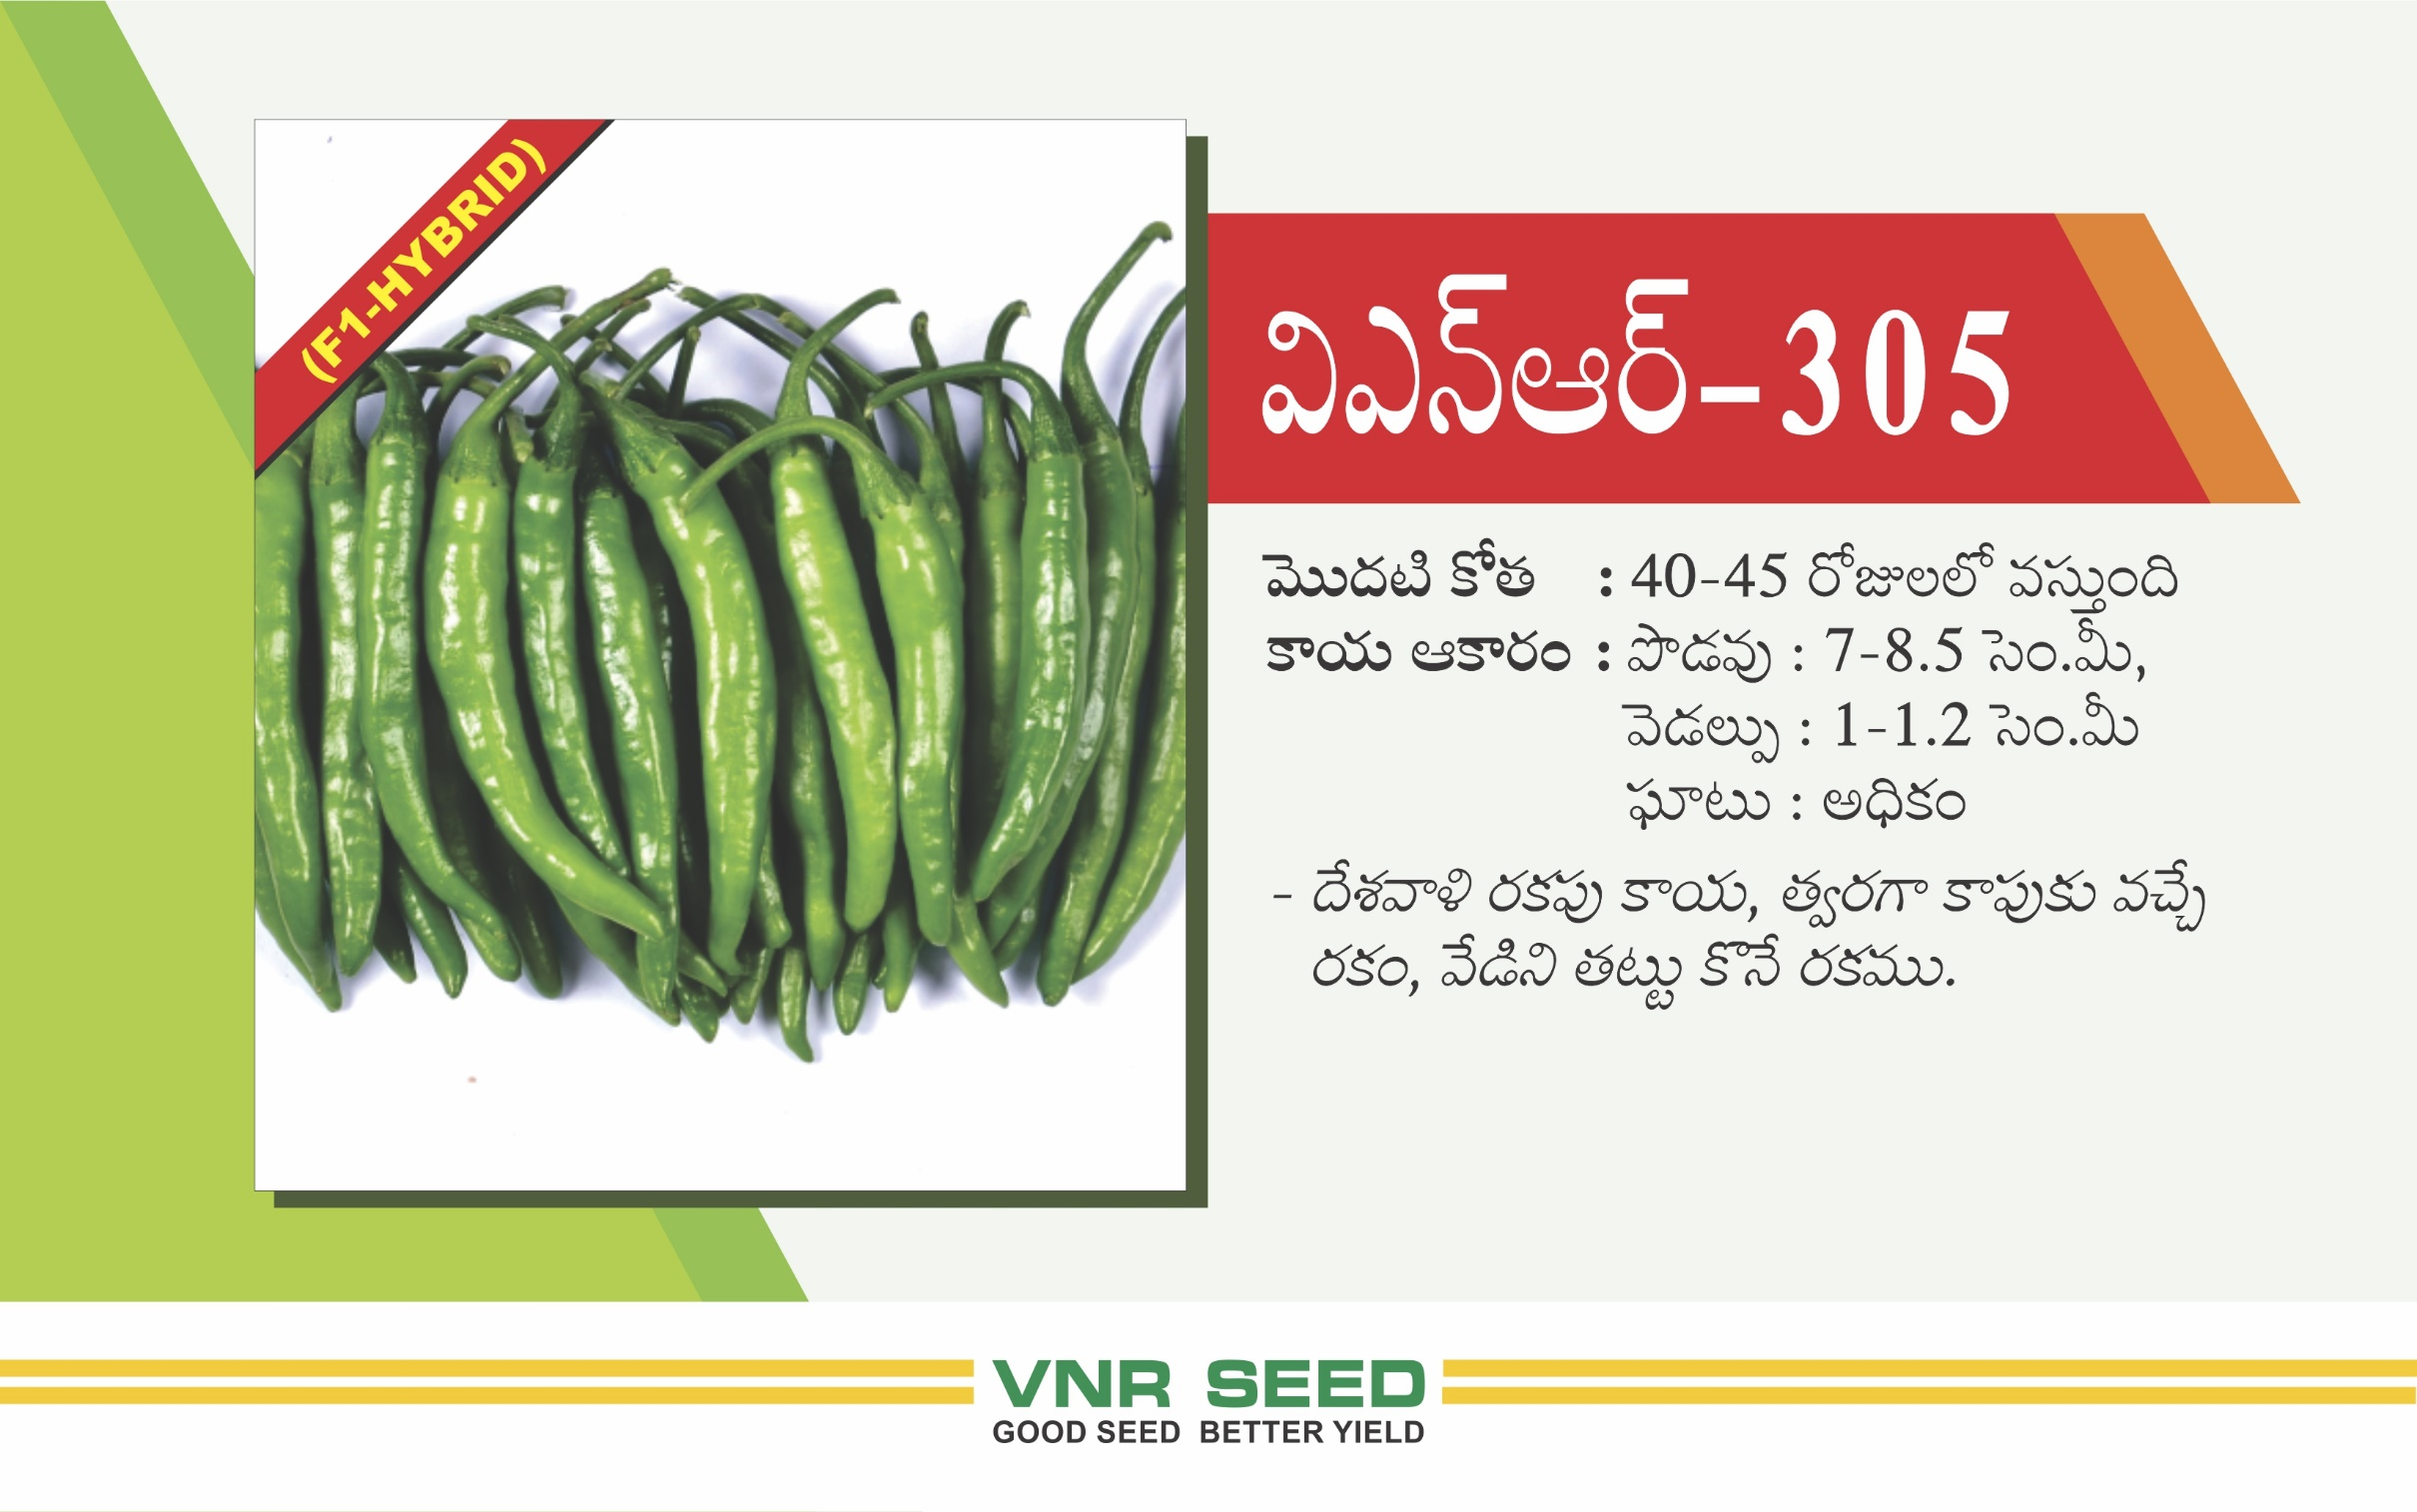 (F1-HYBRID)
వివిఎన్ఆర్-305
మొదటి కోత : 40-45 రోజులలో వస్తుంది
కాయ ఆకారం : పొడవు : 7-8.5 సెం.మీ,
వెడల్పు : 1-1.2 సెం.మీ
ఘాటు : అధికం
- దేశవాళి రకపు కాయ, త్వరగా కాపుకు వచ్చే
రకం, వేడిని తట్టు కొనే రకము.
VNR SEED
GOOD SEED BETTER YIELD